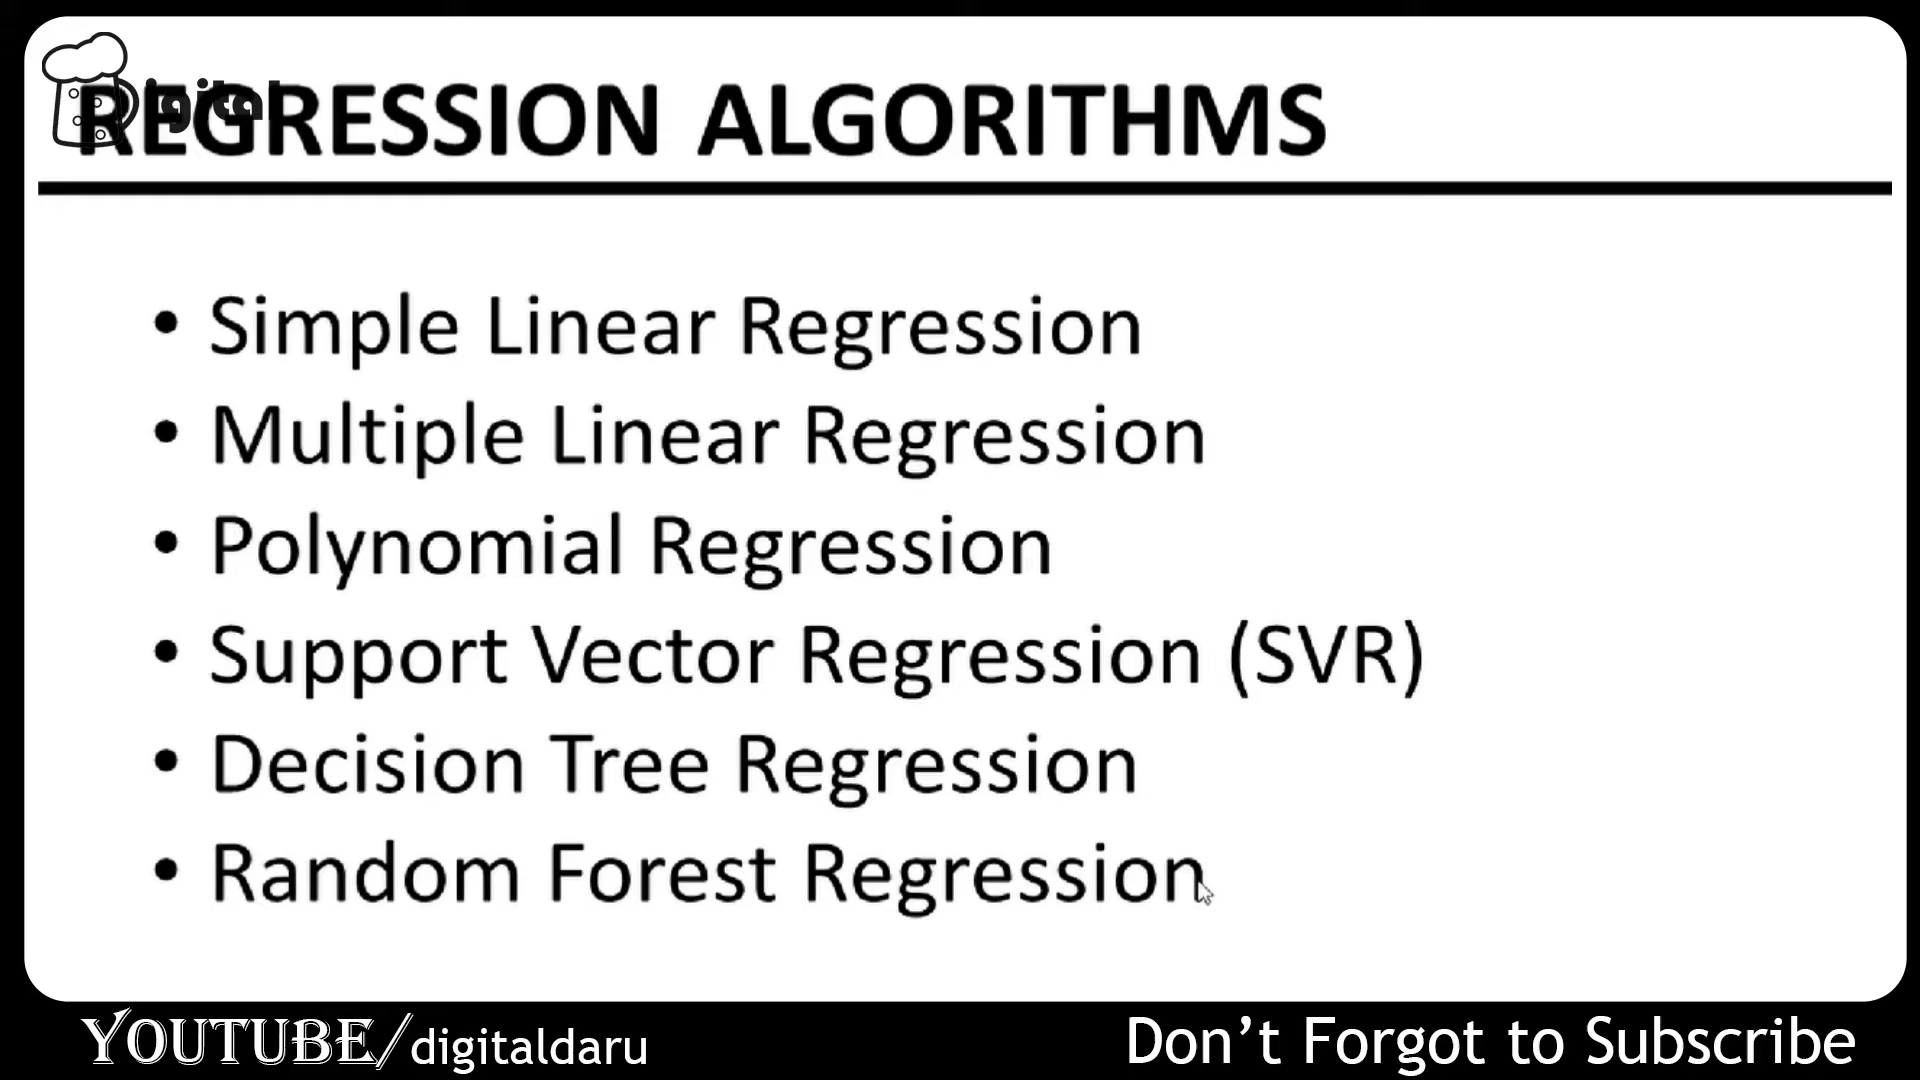 REGRESSION ALGORITHMS
igital
• Simple Linear Regression
• Multiple Linear Regression
• Polynomial Regression
• Support Vector Regression (SVR)
• Decision Tree Regression
• Random Forest Regression
YOUTUBE/digitaldaru
Don’t Forgot to Subscribe